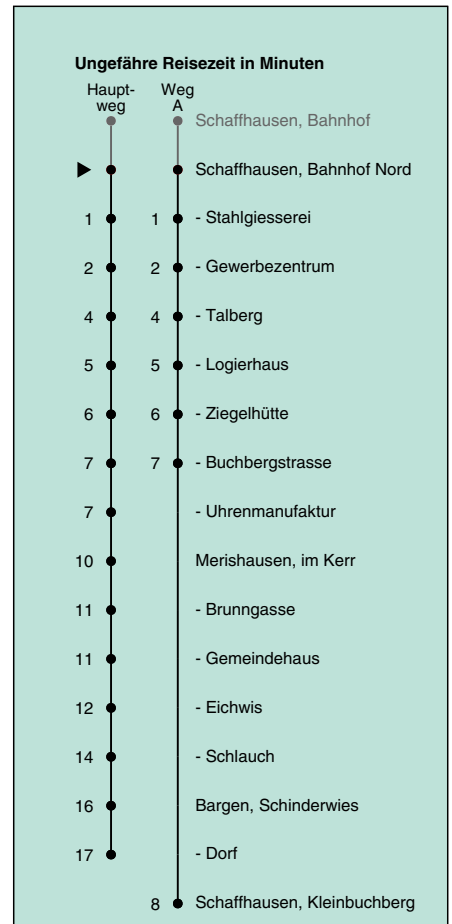 Ungefähre Reisezeit in Minuten
Haupt- Weg
weg A
Schaffhausen, Bahnhof
Schaffhausen, Bahnhof Nord
1 1 - Stahlgiesserei
2 2 - Gewerbezentrum
4 4 - Talberg
5 5 - Logierhaus
6 6 - Ziegelhütte
7 7 - Buchbergstrasse
7 - Uhrenmanufaktur
10 Merishausen, im Kerr
11 - Brunngasse
11 - Gemeindehaus
12 - Eichwis
14 - Schlauch
16 Bargen, Schinderwies
17 - Dorf
8 Schaffhausen, Kleinbuchberg